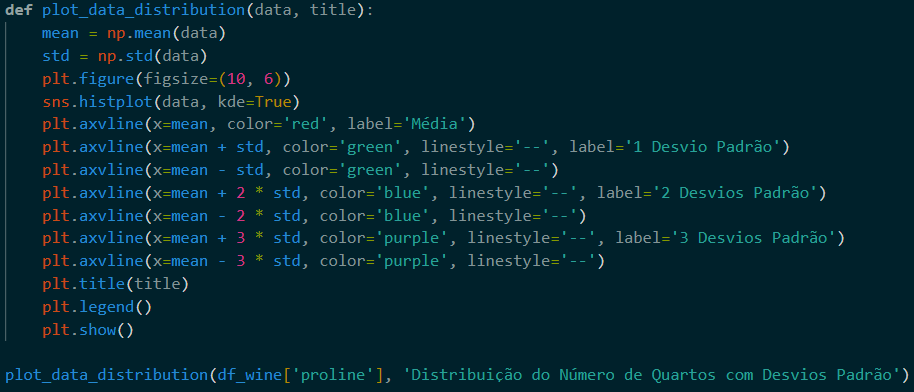 def plot_data_distribution(data, title):
    mean = np.mean(data)
    std = np.std(data)
    plt.figure(figsize=(10, 6))
    sns.histplot(data, kde=True)
    plt.axvline(x=mean, color='red', label='Média')
    plt.axvline(x=mean + std, color='green', linestyle='--', label='1 Desvio Padrão')
    plt.axvline(x=mean - std, color='green', linestyle='--')
    plt.axvline(x=mean + 2 * std, color='blue', linestyle='--', label='2 Desvios Padrão')
    plt.axvline(x=mean - 2 * std, color='blue', linestyle='--')
    plt.axvline(x=mean + 3 * std, color='purple', linestyle='--', label='3 Desvios Padrão')
    plt.axvline(x=mean - 3 * std, color='purple', linestyle='--')
    plt.title(title)
    plt.legend()
    plt.show()

plot_data_distribution(df_wine['proline'], 'Distribuição do Número de Quartos com Desvios Padrão')